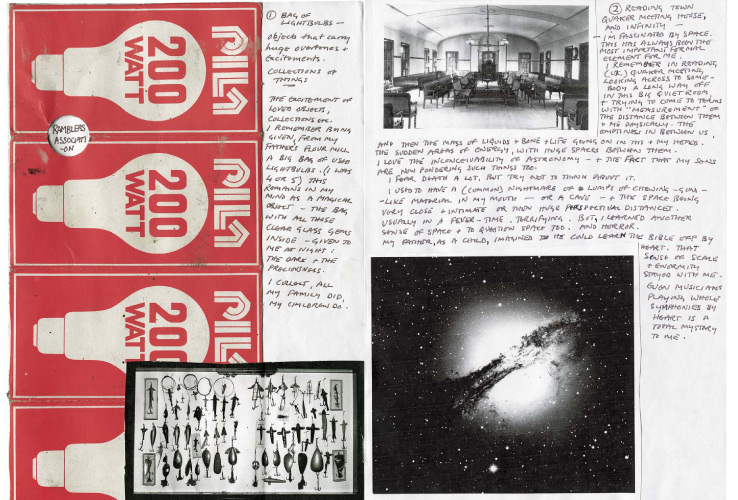 PILA
200
WATT
RAMBLERS
ASSOCIATI
-ON
PILA
200
WATT
PILA
200
WATT
① BAG OF
LIGHTBULBS —
objects that carry
huge overtones +
excitements.
COLLECTIONS OF
THINGS
—
THE EXCITEMENT OF
LOVED OBJECTS,
COLLECTIONS ETC.
I REMEMBER BEING
GIVEN, FROM MY
FATHERS FLOUR MILL
A BIG BAG OF USED
LIGHTBULBS. (I WAS
4 OR 5) THIS
REMAINS IN MY
MIND AS A MAGICAL
OBJECT — THE BAG
WITH ALL THESE
CLEAR GLASS GEMS
INSIDE — GIVEN TO
ME AT NIGHT:
THE DARK + THE
PRECIOUSNESS.
I COLLECT, ALL
MY FAMILY DID,
MY CHILDREN DO.
② READING TOWN
QUAKER MEETING HOUSE,
AND INFINITY —
I'M FASCINATED BY SPACE.
THIS HAS ALWAYS BEEN THE
MOST IMPORTANT FORMAL
ELEMENT FOR ME.
I REMEMBER IN READING,
(UK) QUAKER MEETING,
LOOKING ACROSS TO SOME-
BODY A LONG WAY OFF
IN THIS BIG QUIET ROOM,
+ TRYING TO COME TO TERMS
WITH "MEASUREMENT" OR
THE DISTANCE BETWEEN THEM
+ ME PHYSICALLY. THE
EMPTINESS IN BETWEEN US,
AND THEN THE MASS OF LIQUIDS + BONE + LIFE GOING ON IN THIS + MY HEADS.
THE SUDDEN AREAS OF ENERGY, WITH HUGE SPACES BETWEEN THEM.
I LOVE THE INCONCEIVABILITY OF ASTRONOMY — + THE FACT THAT MY SONS
ARE NOW PONDERING SUCH THINGS TOO.
I FEAR DEATH A LOT, BUT TRY NOT TO THINK ABOUT IT.
I USED TO HAVE A (COMMON) NIGHTMARE OF LUMPS OF CHEWING-GUM-
-LIKE MATERIAL IN MY MOUTH — OR A CAVE — + THE SPACE BEING
VERY CLOSE + INTIMATE OR THEN HUGE PERSPECTIVAL DISTANCES.
USUALLY IN A FEVER-TIME. TERRIFYING. BUT, I LEARNED ANOTHER
SENSE OF SPACE + TO QUESTION SPACE TOO. AND HORROR.
MY FATHER, AS A CHILD, IMAGINED HE COULD LEARN THE BIBLE OFF BY
HEART. THAT
SENSE OF SCALE
+ ENORMITY
STAYED WITH ME.
EVEN MUSICIANS
PLAYING WHOLE
SYMPHONIES BY
HEART IS A
TOTAL MYSTERY
TO ME.